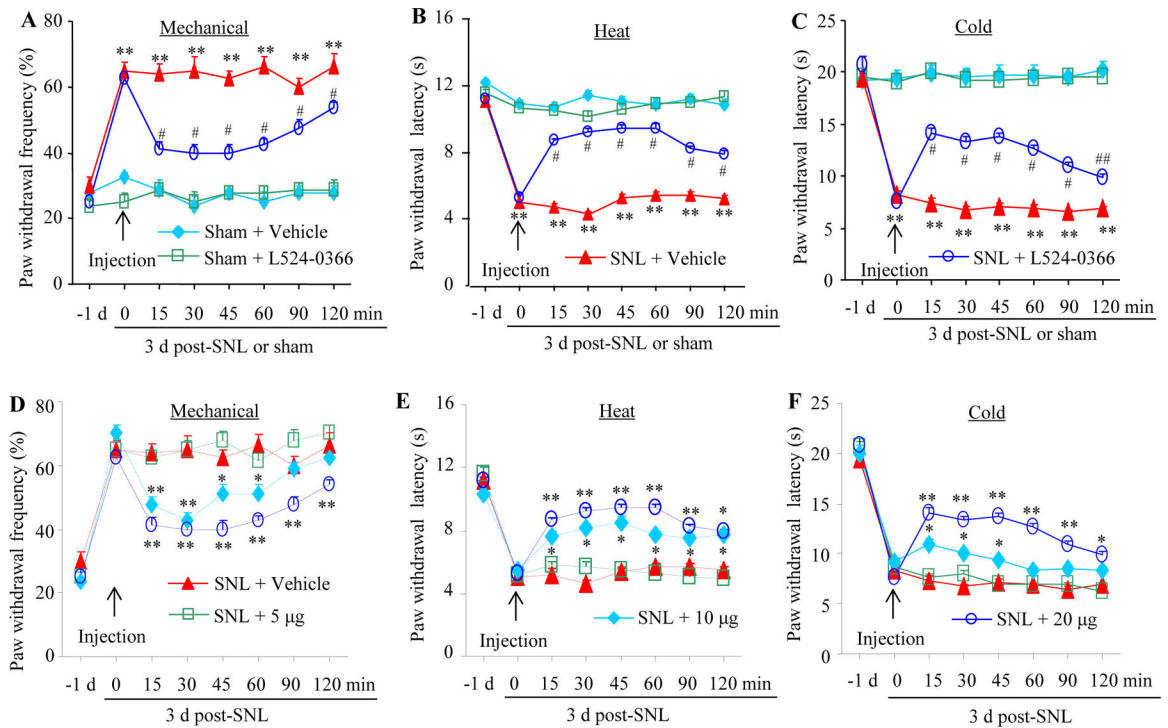 A
Mechanical
Paw withdrawal frequency (%)
80
60
40
20
0
** ** ** ** ** ** **
# # # # # #
Injection
Sham + Vehicle
Sham + L524-0366
-1 d 0 15 30 45 60 90 120 min
3 d post-SNL or sham
B
Heat
Paw withdrawal latency (s)
16
12
8
4
0
# # # # # #
** ** ** ** ** ** **
Injection
SNL + Vehicle
-1 d 0 15 30 45 60 90 120 min
3 d post-SNL or sham
C
Cold
Paw withdrawal latency (s)
25
20
15
10
5
0
# # # # # ##
** ** ** ** ** ** **
Injection
SNL + L524-0366
-1 d 0 15 30 45 60 90 120 min
3 d post-SNL or sham
D
Mechanical
Paw withdrawal frequency (%)
80
60
40
20
0
** ** * *
** ** ** ** ** **
Injection
SNL + Vehicle
SNL + 5 μg
-1 d 0 15 30 45 60 90 120 min
3 d post-SNL
E
Heat
Paw withdrawal latency (s)
16
12
8
4
0
** ** ** ** ** *
* * * * * *
Injection
SNL + 10 μg
-1 d 0 15 30 45 60 90 120 min
3 d post-SNL
F
Cold
Paw withdrawal latency (s)
25
20
15
10
5
0
** ** ** ** ** *
* * *
Injection
SNL + 20 μg
-1 d 0 15 30 45 60 90 120 min
3 d post-SNL